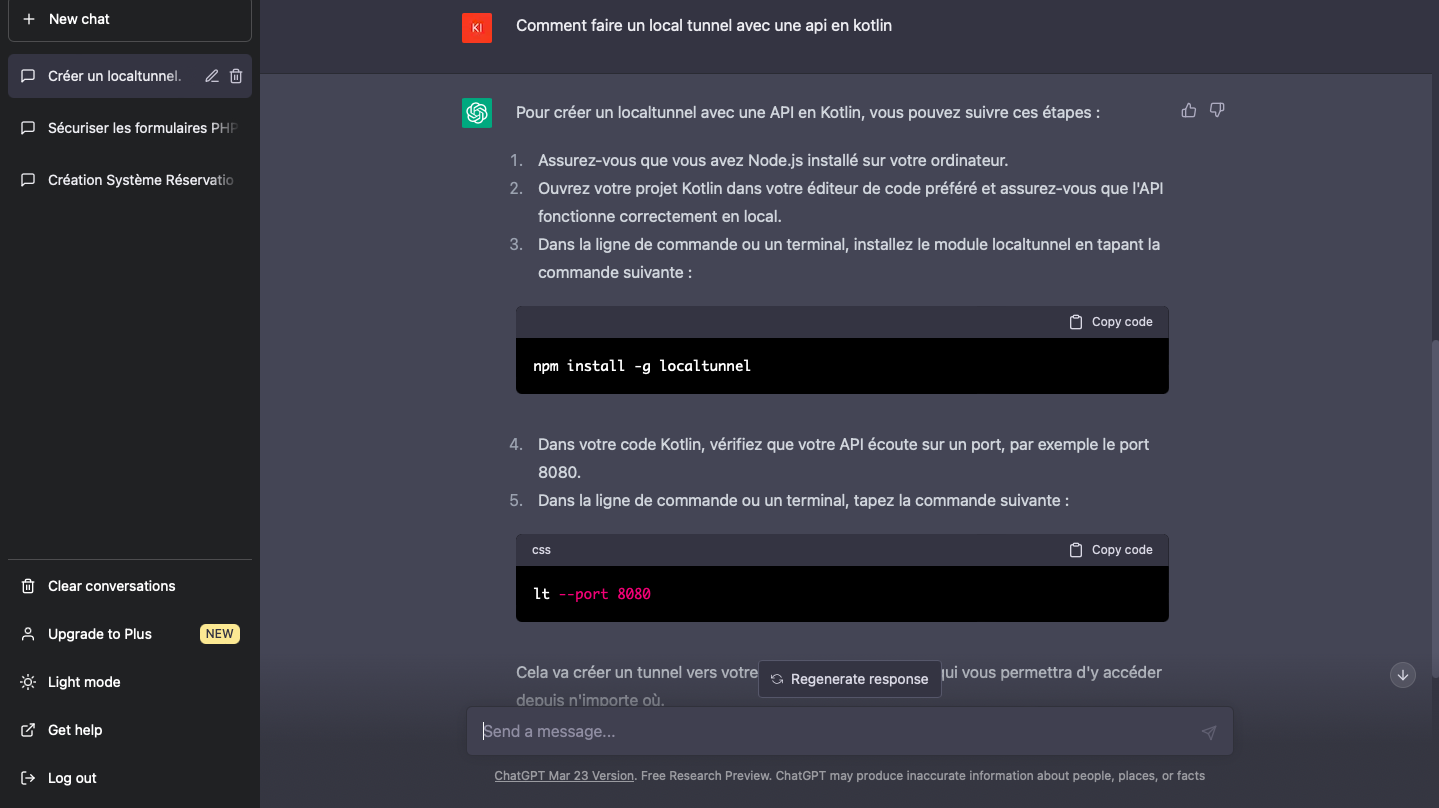 New chat
Créer un localtunnel.
Sécuriser les formulaires PHP
Création Système Réservatio
Clear conversations
Upgrade to Plus NEW
Light mode
Get help
Log out
KI Comment faire un local tunnel avec une api en kotlin
Pour créer un localtunnel avec une API en Kotlin, vous pouvez suivre ces étapes :
1. Assurez-vous que vous avez Node.js installé sur votre ordinateur.
2. Ouvrez votre projet Kotlin dans votre éditeur de code préféré et assurez-vous que l'API
fonctionne correctement en local.
3. Dans la ligne de commande ou un terminal, installez le module localtunnel en tapant la
commande suivante :
Copy code
npm install -g localtunnel
4. Dans votre code Kotlin, vérifiez que votre API écoute sur un port, par exemple le port
8080.
5. Dans la ligne de commande ou un terminal, tapez la commande suivante :
css Copy code
lt --port 8080
Cela va créer un tunnel vers votre qui vous permettra d'y accéder
depuis n'importe où.
Regenerate response
Send a message...
ChatGPT Mar 23 Version. Free Research Preview. ChatGPT may produce inaccurate information about people, places, or facts